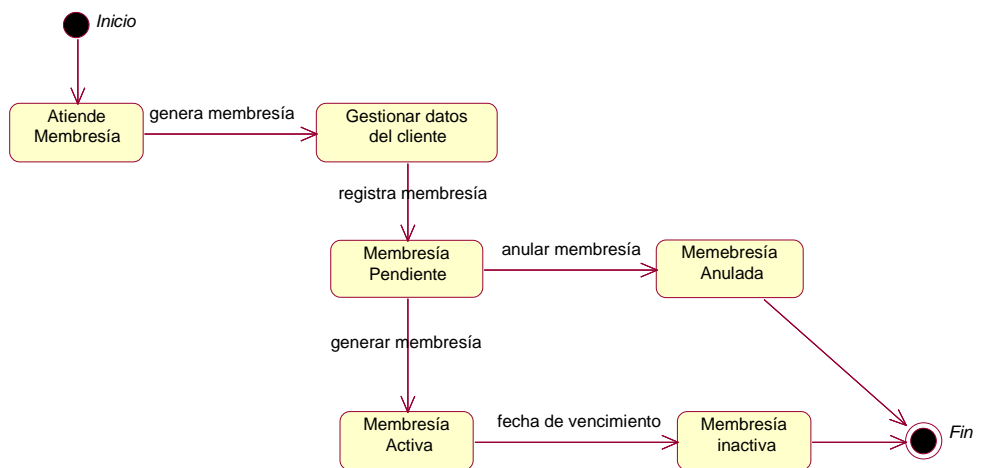 Inicio
Atiende
Membresía
genera membresía
Gestionar datos
del cliente
registra membresía
Membresía
Pendiente
anular membresía
Memebresía
Anulada
generar membresía
Membresía
Activa
fecha de vencimiento
Membresía
inactiva
Fin